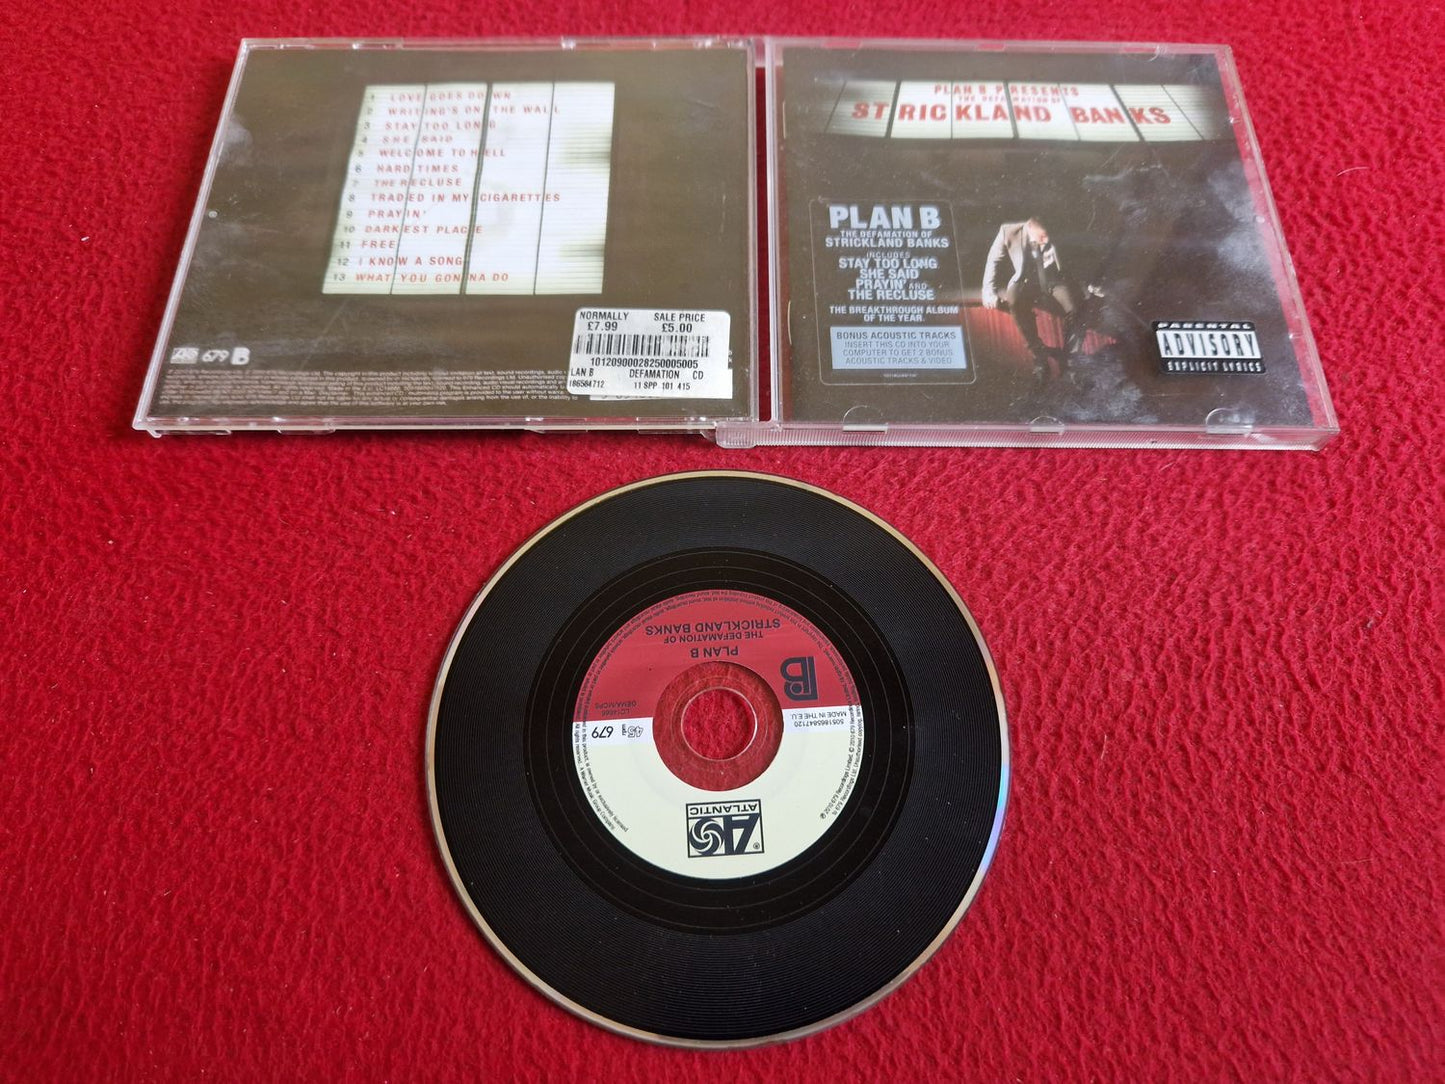 1 LOVE GOES DOWN
2 WRITING'S ON THE WALL
3 STAY TOO LONG
4 SHE SAID
5 WELCOME TO HELL
6 HARD TIMES
7 THE RECLUSE
8 TRADED IN MY CIGARETTES
9 PRAYIN'
10 DARKEST PLACE
11 FREE
12 I KNOW A SONG
13 WHAT YOU GONNA DO
679 B
NORMALLY SALE PRICE
£7.99 £5.00
10120900028250005005
LAN B DEFAMATION CD
186584712 11 SPP 101 415
PLAN B PRESENTS
THE DEFAMATION OF
STRICKLAND BANKS
PLAN B
THE DEFAMATION OF
STRICKLAND BANKS
INCLUDES
STAY TOO LONG
SHE SAID
PRAYIN' AND
THE RECLUSE
THE BREAKTHROUGH ALBUM
OF THE YEAR.
BONUS ACOUSTIC TRACKS
INSERT THIS CD INTO YOUR
COMPUTER TO GET 2 BONUS
ACOUSTIC TRACKS & VIDEO
PARENTAL
ADVISORY
EXPLICIT LYRICS
PLAN B
THE DEFAMATION OF
STRICKLAND BANKS
B
5051865847120
MADE IN THE E.U.
679
ATLANTIC